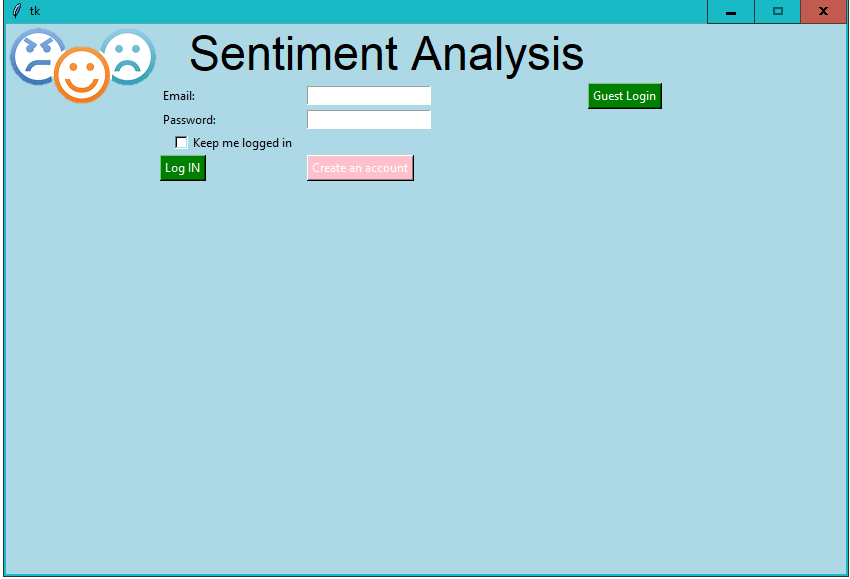 tk
Sentiment Analysis
Email:
Guest Login
Password:
Keep me logged in
Log IN
Create an account